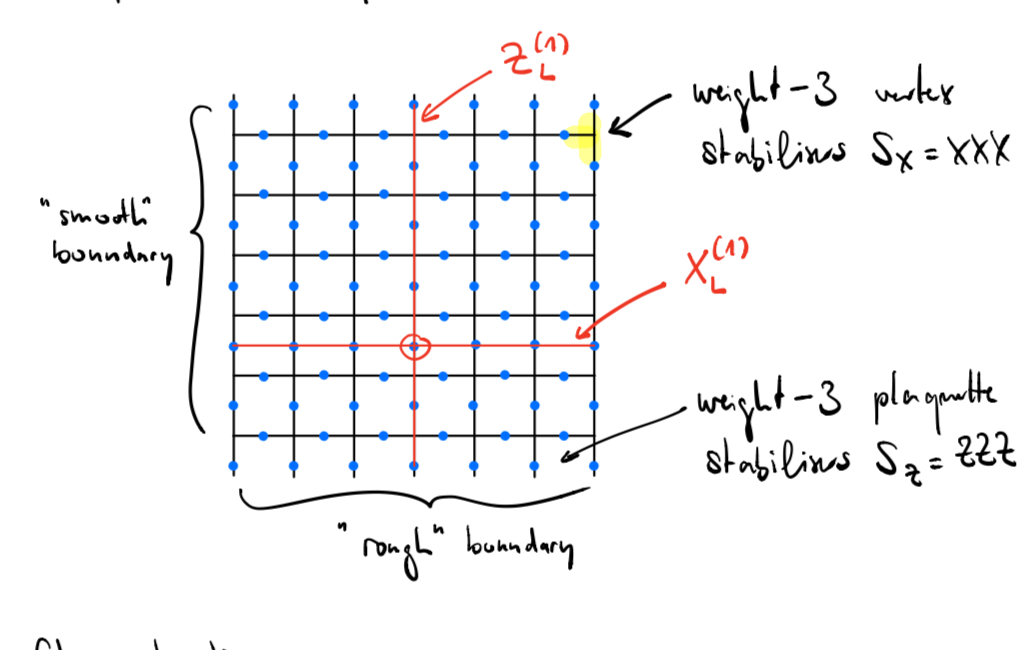 Z_L^(1)
weight-3 vertex
stabilisers S_X = XXX
"smooth"
boundary
X_L^(1)
weight-3 plaquette
stabilisers S_Z = ZZZ
"rough" boundary